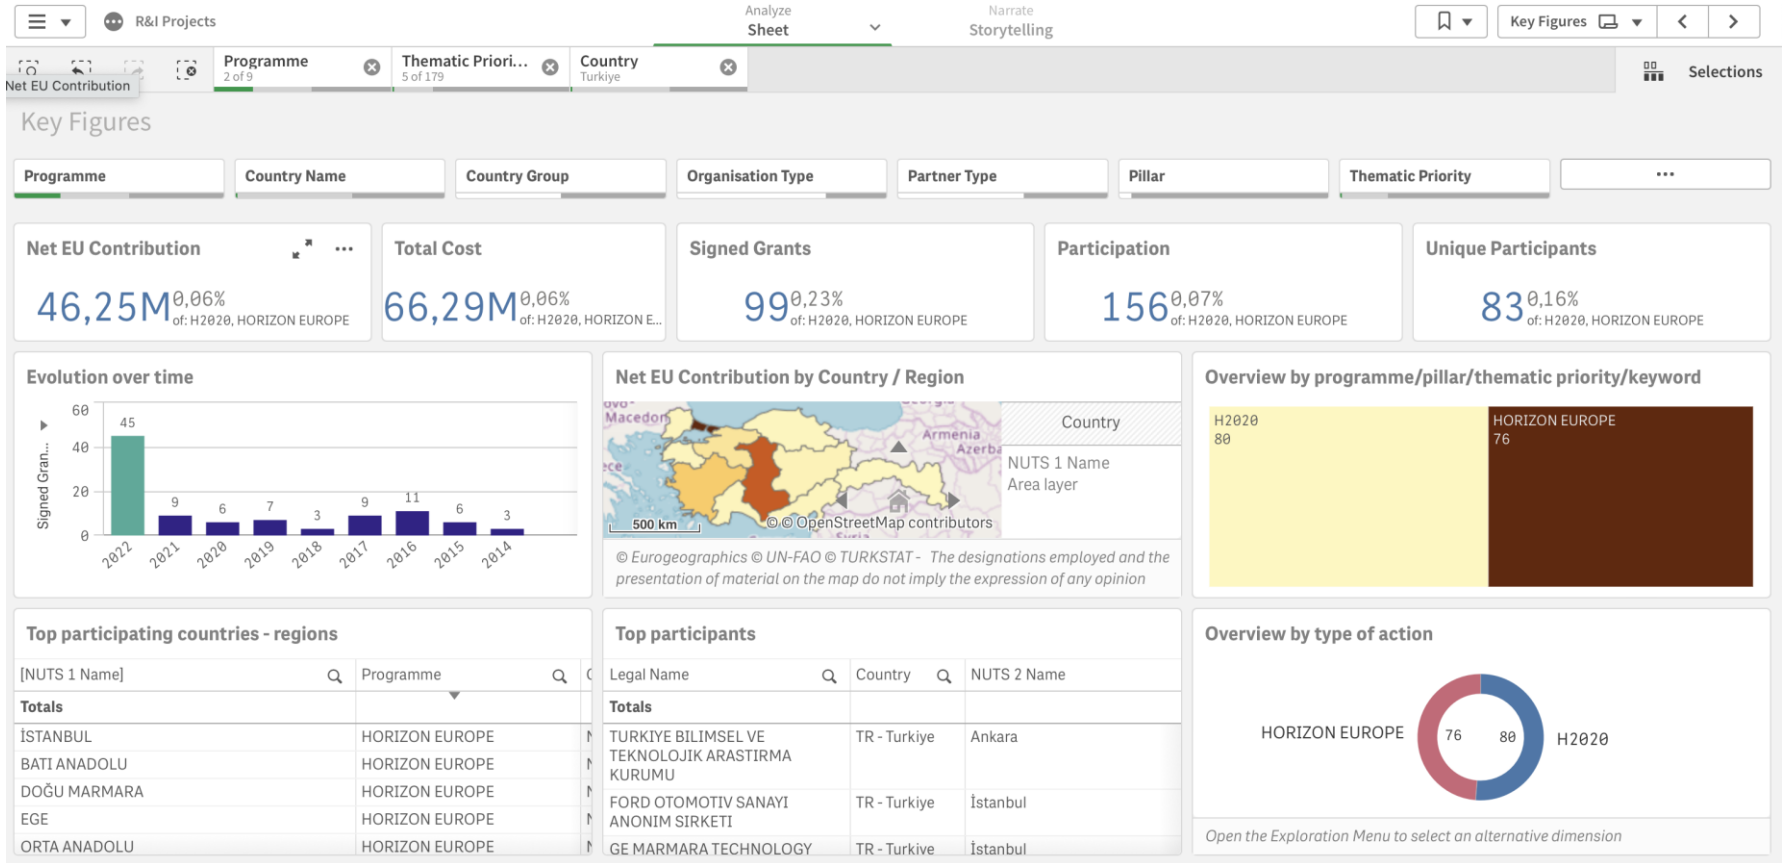 Analyze
Narrate
R&I Projects
Sheet
Storytelling
Key Figures
Programme
2 of 9
Thematic Priori...
5 of 179
Country
Turkiye
Selections
Net EU Contribution
Key Figures
Programme
Country Name
Country Group
Organisation Type
Partner Type
Pillar
Thematic Priority
...
Net EU Contribution
...
46,25M
0,06%
of: H2020, HORIZON EUROPE
Total Cost
66,29M
0,06%
of: H2020, HORIZON E...
Signed Grants
99
0,23%
of: H2020, HORIZON EUROPE
Participation
156
0,07%
of: H2020, HORIZON EUROPE
Unique Participants
83
0,16%
of: H2020, HORIZON EUROPE
Evolution over time
Signed Gran...
60
40
20
0
45
9
6
7
3
9
11
6
3
2022
2021
2020
2019
2018
2017
2016
2015
2014
Net EU Contribution by Country / Region
Macedon
Armenia
Azerba
500 km
© © OpenStreetMap contributors
Country
NUTS 1 Name
Area layer
© Eurogeographics © UN-FAO © TURKSTAT - The designations employed and the
presentation of material on the map do not imply the expression of any opinion
Overview by programme/pillar/thematic priority/keyword
H2020
80
HORIZON EUROPE
76
Top participating countries - regions
[NUTS 1 Name]
Programme
Totals
İSTANBUL
HORIZON EUROPE
BATI ANADOLU
HORIZON EUROPE
DOĞU MARMARA
HORIZON EUROPE
EGE
HORIZON EUROPE
ORTA ANADOLU
HORIZON EUROPE
Top participants
Legal Name
Country
NUTS 2 Name
Totals
TURKIYE BILIMSEL VE
TEKNOLOJIK ARASTIRMA
KURUMU
TR - Turkiye
Ankara
FORD OTOMOTIV SANAYI
ANONIM SIRKETI
TR - Turkiye
İstanbul
GE MARMARA TECHNOLOGY
TR - Turkiye
İstanbul
Overview by type of action
HORIZON EUROPE
76
80
H2020
Open the Exploration Menu to select an alternative dimension